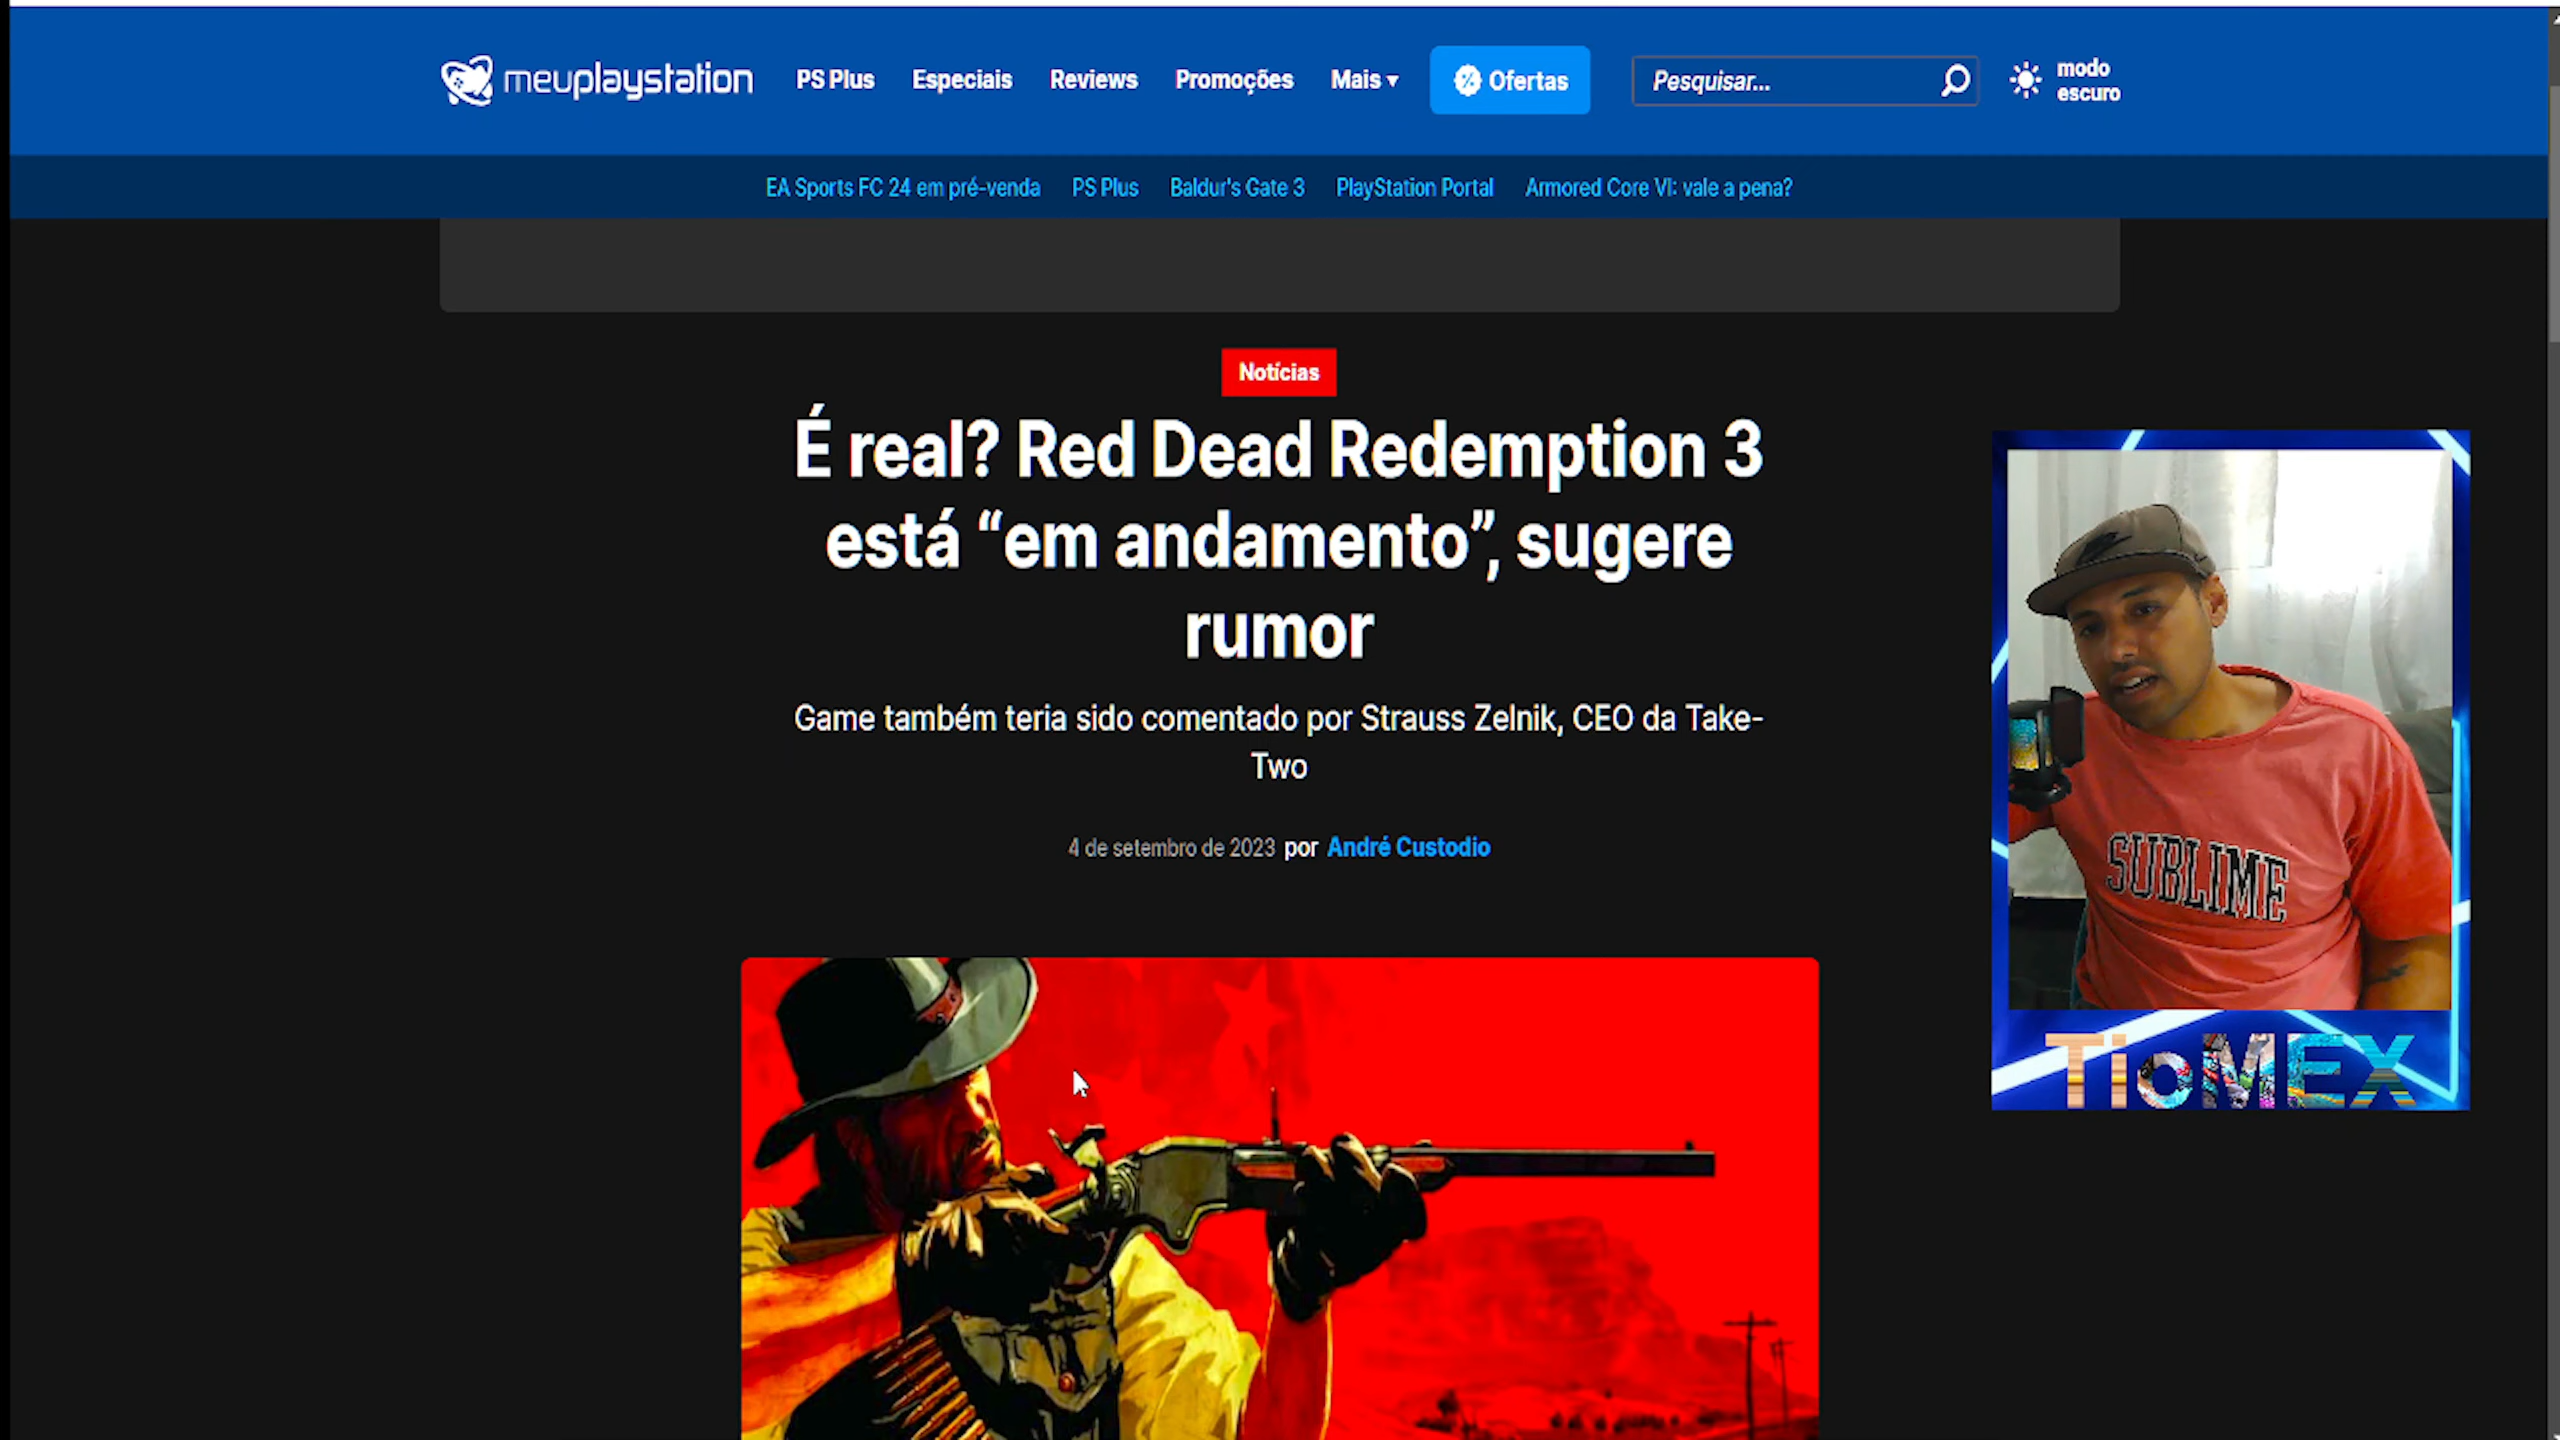 meuplaystation PS Plus Especiais Reviews Promoções Mais ▾ Ofertas Pesquisar... modo
escuro
EA Sports FC 24 em pré-venda PS Plus Baldur's Gate 3 PlayStation Portal Armored Core VI: vale a pena?
Notícias
É real? Red Dead Redemption 3
está “em andamento”, sugere
rumor
Game também teria sido comentado por Strauss Zelnik, CEO da Take-
Two
4 de setembro de 2023 por André Custodio
SUBLIME
TioMEX